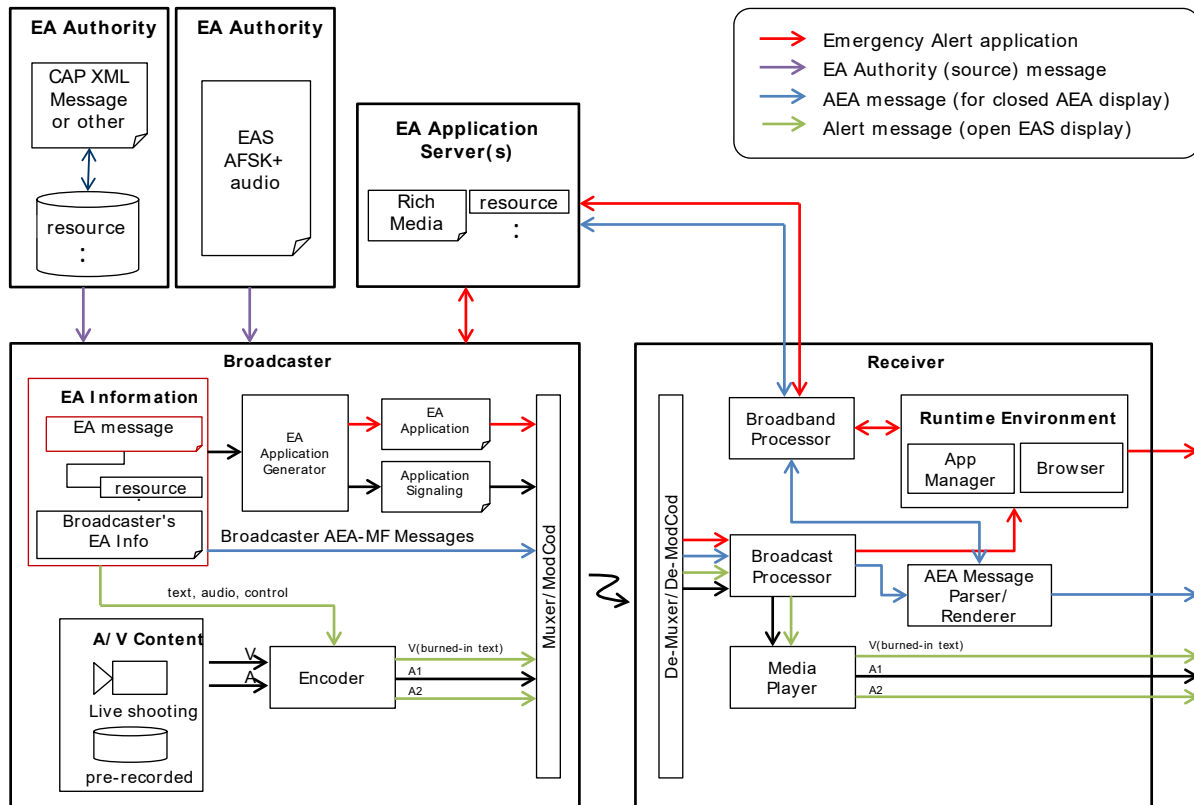 EA Authority
CAP XML
Message
or other
resource
:
EA Authority
EAS
AFSK+
audio
EA Application
Server(s)
Rich
Media
resource
:
Emergency Alert application
EA Authority (source) message
AEA message (for closed AEA display)
Alert message (open EAS display)
Broadcaster
EA Information
EA message
resource
:
Broadcaster's
EA Info
EA
Application
Generator
EA
Application
Application
Signaling
Broadcaster AEA-MF Messages
text, audio, control
A/V Content
Live shooting
pre-recorded
V
A
Encoder
V(burned-in text)
A1
A2
Muxer/ModCod
Receiver
De-Muxer/De-ModCod
Broadband
Processor
Runtime Environment
App
Manager
Browser
Broadcast
Processor
AEA Message
Parser/
Renderer
Media
Player
V(burned-in text)
A1
A2